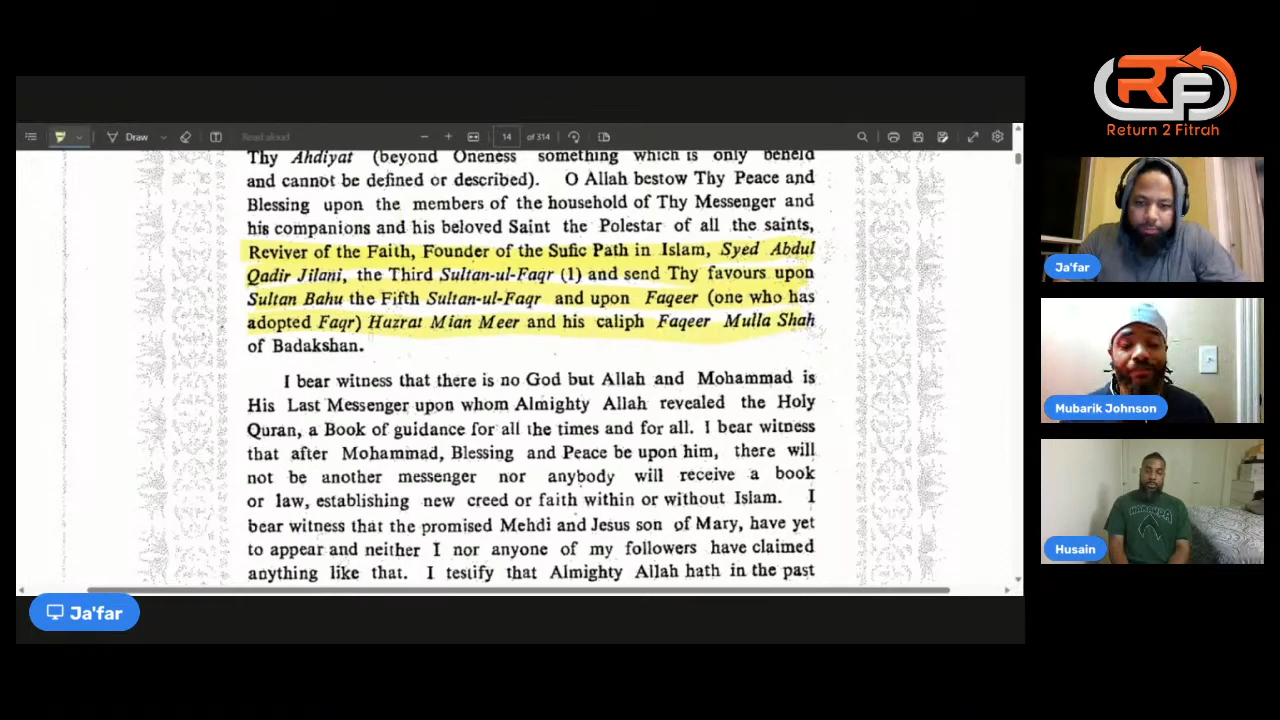 Draw
Read aloud
14
of 314
Thy Ahdiyat (beyond Oneness something which is only beheld
and cannot be defined or described). O Allah bestow Thy Peace and
Blessing upon the members of the household of Thy Messenger and
his companions and his beloved Saint the Polestar of all the saints,
Reviver of the Faith, Founder of the Sufic Path in Islam, Syed Abdul
Qadir Jilani, the Third Sultan-ul-Faqr (1) and send Thy favours upon
Sultan Bahu the Fifth Sultan-ul-Faqr and upon Faqeer (one who has
adopted Faqr) Hazrat Mian Meer and his caliph Faqeer Mulla Shah
of Badakshan.
I bear witness that there is no God but Allah and Mohammad is
His Last Messenger upon whom Almighty Allah revealed the Holy
Quran, a Book of guidance for all the times and for all. I bear witness
that after Mohammad, Blessing and Peace be upon him, there will
not be another messenger nor anybody will receive a book
or law, establishing new creed or faith within or without Islam. I
bear witness that the promised Mehdi and Jesus son of Mary, have yet
to appear and neither I nor anyone of my followers have claimed
anything like that. I testify that Almighty Allah hath in the past
Ja'far
RF
Return 2 Fitrah
Ja'far
Mubarik Johnson
WAKANDA
Husain